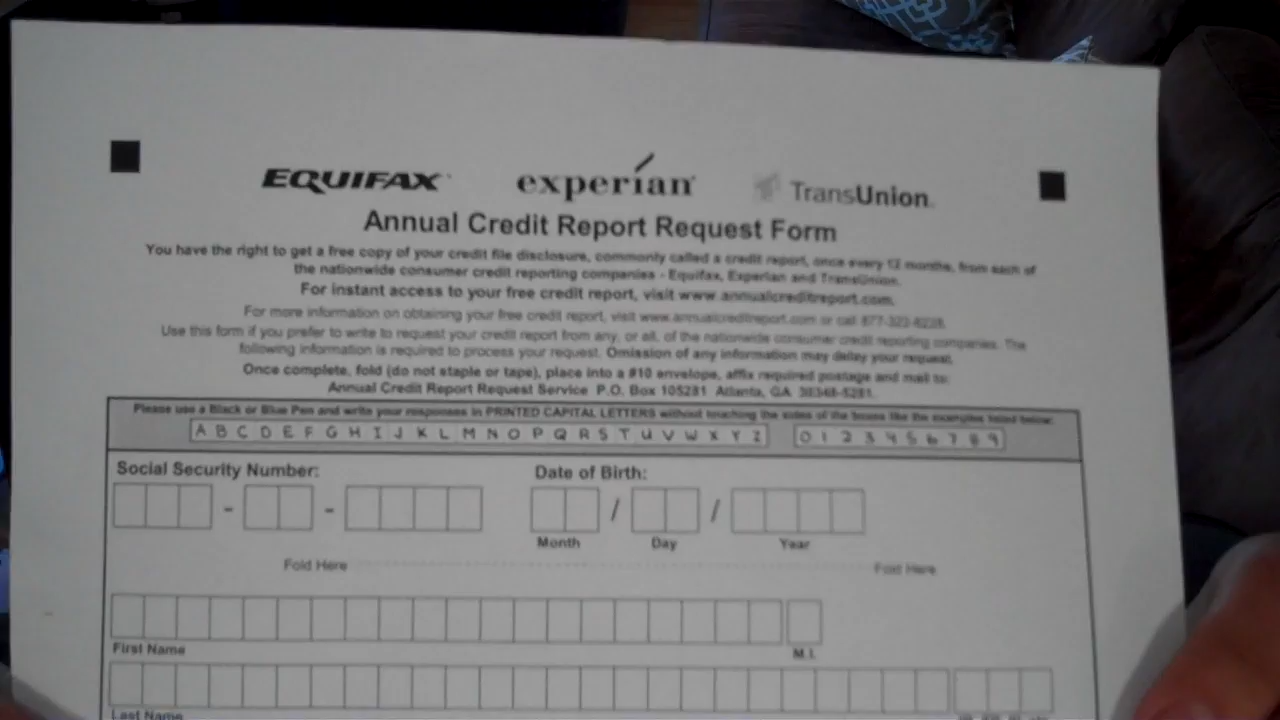 EQUIFAX experian TransUnion
Annual Credit Report Request Form
You have the right to get a free copy of your credit file disclosure, commonly called a credit report, once every 12 months, from each of
the nationwide consumer credit reporting companies - Equifax, Experian and TransUnion.
For instant access to your free credit report, visit www.annualcreditreport.com.
For more information on obtaining your free credit report, visit www.annualcreditreport.com or call 877-322-8228.
Use this form if you prefer to write to request your credit report from any, or all, of the nationwide consumer credit reporting companies. The
following information is required to process your request. Omission of any information may delay your request.
Once complete, fold (do not staple or tape), place into a #10 envelope, affix required postage and mail to:
Annual Credit Report Request Service P.O. Box 105281 Atlanta, GA 30348-5281.
Please use a Black or Blue Pen and write your responses in PRINTED CAPITAL LETTERS without touching the sides of the boxes like the examples listed below:
A B C D E F G H I J K L M N O P Q R S T U V W X Y Z 0 1 2 3 4 5 6 7 8 9
Social Security Number: Date of Birth:
- - / /
Month Day Year
Fold Here Fold Here
First Name M.I.
Last Name